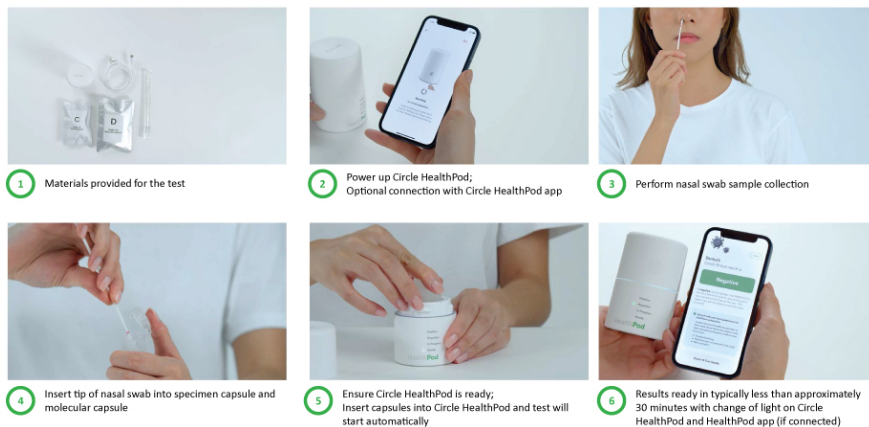 C
D
1
Materials provided for the test
2
Power up Circle HealthPod;
Optional connection with Circle HealthPod app
3
Perform nasal swab sample collection
4
Insert tip of nasal swab into specimen capsule and
molecular capsule
HealthPod
5
Ensure Circle HealthPod is ready;
Insert capsules into Circle HealthPod and test will
start automatically
Negative
HealthPod
6
Results ready in typically less than approximately
30 minutes with change of light on Circle
HealthPod and HealthPod app (if connected)